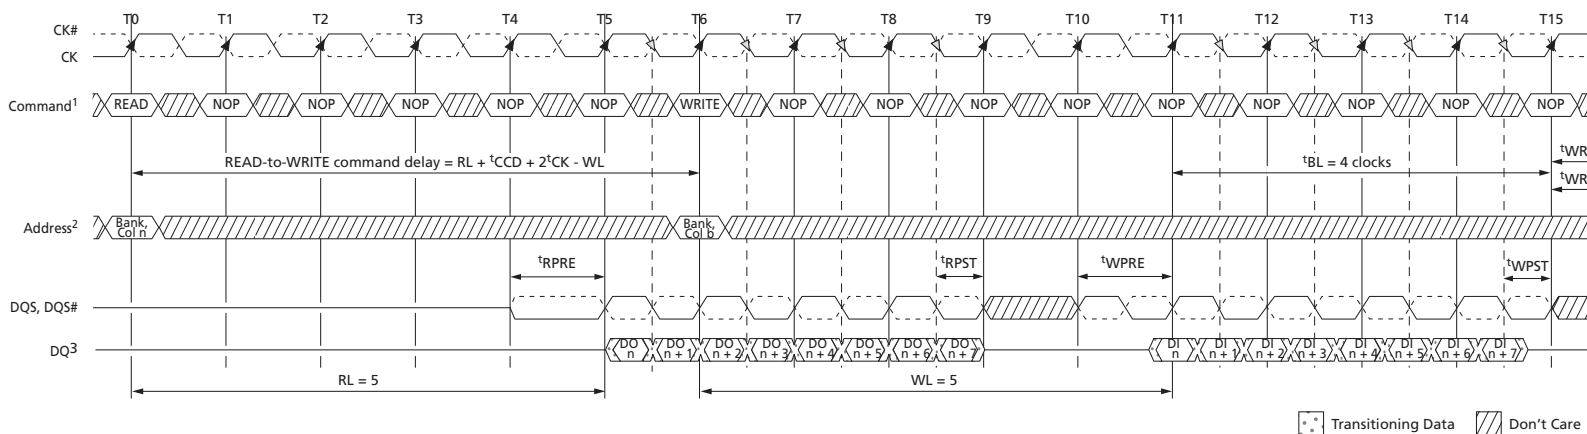 T0 T1 T2 T3 T4 T5 T6 T7 T8 T9 T10 T11 T12 T13 T14 T15
CK#
CK
Command1 READ NOP NOP NOP NOP NOP WRITE NOP NOP NOP NOP NOP NOP NOP NOP NOP
READ-to-WRITE command delay = RL + tCCD + 2tCK - WL
tBL = 4 clocks
tWR
tWR
Address2
Bank, Col n
Bank, Col b
tRPRE tRPST tWPRE tWPST
DQS, DQS#
DQ3
DO n
DO n + 1
DO n + 2
DO n + 3
DO n + 4
DO n + 5
DO n + 6
DO n + 7
DI n
DI n + 1
DI n + 2
DI n + 3
DI n + 4
DI n + 5
DI n + 6
DI n + 7
RL = 5 WL = 5
Transitioning Data Don't Care